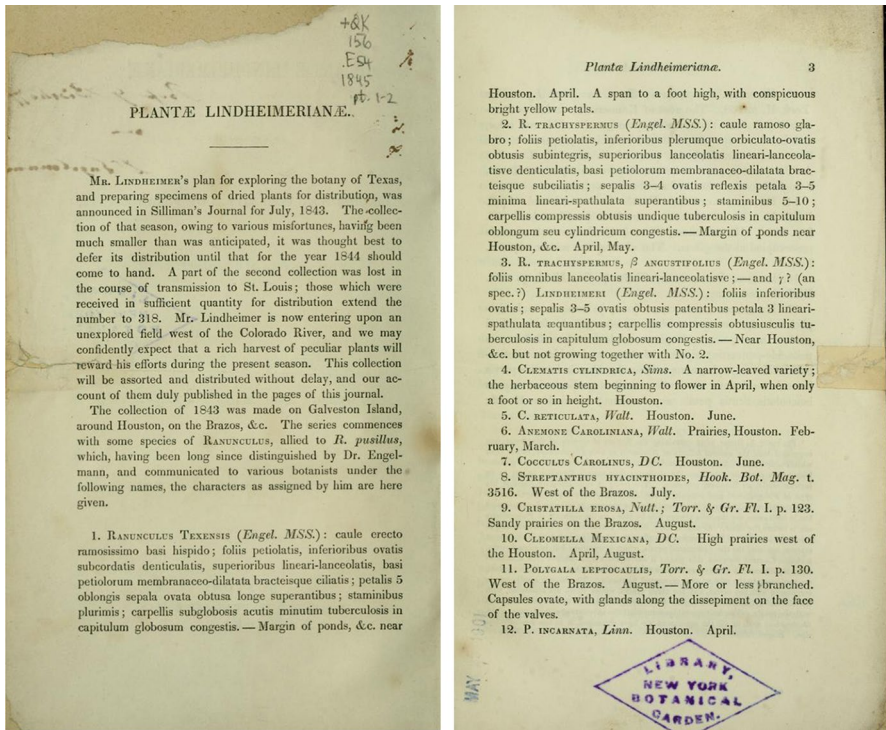 +QK
156
.E54
1845
pt. 1-2
PLANTÆ LINDHEIMERIANÆ.
Mr. Lindheimer's plan for exploring the botany of Texas,
and preparing specimens of dried plants for distribution, was
announced in Silliman's Journal for July, 1843. The collec-
tion of that season, owing to various misfortunes, having been
much smaller than was anticipated, it was thought best to
defer its distribution until that for the year 1844 should
come to hand. A part of the second collection was lost in
the course of transmission to St. Louis; those which were
received in sufficient quantity for distribution extend the
number to 318. Mr. Lindheimer is now entering upon an
unexplored field west of the Colorado River, and we may
confidently expect that a rich harvest of peculiar plants will
reward his efforts during the present season. This collection
will be assorted and distributed without delay, and our ac-
count of them duly published in the pages of this journal.
The collection of 1843 was made on Galveston Island,
around Houston, on the Brazos, &c. The series commences
with some species of Ranunculus, allied to R. pusillus,
which, having been long since distinguished by Dr. Engel-
mann, and communicated to various botanists under the
following names, the characters as assigned by him are here
given.
1. Ranunculus Texensis (Engel. MSS.): caule erecto
ramosissimo basi hispido; foliis petiolatis, inferioribus ovatis
subcordatis denticulatis, superioribus lineari-lanceolatis, basi
petiolorum membranaceo-dilatata bracteisque ciliatis; petalis 5
oblongis sepala ovata obtusa longe superantibus; staminibus
plurimis; carpellis subglobosis acutis minutim tuberculosis in
capitulum globosum congestis. — Margin of ponds, &c. near
Plantæ Lindheimerianæ. 3
Houston. April. A span to a foot high, with conspicuous
bright yellow petals.
2. R. trachyspermus (Engel. MSS.): caule ramoso gla-
bro; foliis petiolatis, inferioribus plerumque orbiculato-ovatis
obtusis subintegris, superioribus lanceolatis lineari-lanceola-
tisve denticulatis, basi petiolorum membranaceo-dilatata brac-
teisque subciliatis; sepalis 3–4 ovatis reflexis petala 3–5
minima lineari-spathulata superantibus; staminibus 5–10;
carpellis compressis obtusis undique tuberculosis in capitulum
oblongum seu cylindricum congestis. — Margin of ponds near
Houston, &c. April, May.
3. R. trachyspermus, β angustifolius (Engel. MSS.):
foliis omnibus lanceolatis lineari-lanceolatisve; — and γ? (an
spec.?) Lindheimeri (Engel. MSS.): foliis inferioribus
ovatis; sepalis 3–5 ovatis obtusis patentibus petala 3 lineari-
spathulata æquantibus; carpellis compressis obtusiusculis tu-
berculosis in capitulum globosum congestis. — Near Houston,
&c. but not growing together with No. 2.
4. Clematis cylindrica, Sims. A narrow-leaved variety;
the herbaceous stem beginning to flower in April, when only
a foot or so in height. Houston.
5. C. reticulata, Walt. Houston. June.
6. Anemone Caroliniana, Walt. Prairies, Houston. Feb-
ruary, March.
7. Cocculus Carolinus, DC. Houston. June.
8. Streptanthus hyacinthoides, Hook. Bot. Mag. t.
3516. West of the Brazos. July.
9. Cristatilla erosa, Nutt.; Torr. & Gr. Fl. I. p. 123.
Sandy prairies on the Brazos. August.
10. Cleomella Mexicana, DC. High prairies west of
the Houston. April, August.
11. Polygala leptocaulis, Torr. & Gr. Fl. I. p. 130.
West of the Brazos. August. — More or less branched.
Capsules ovate, with glands along the dissepiment on the face
of the valves.
12. P. incarnata, Linn. Houston. April.
MAY
LIBRARY,
NEW YORK
BOTANICAL
GARDEN.